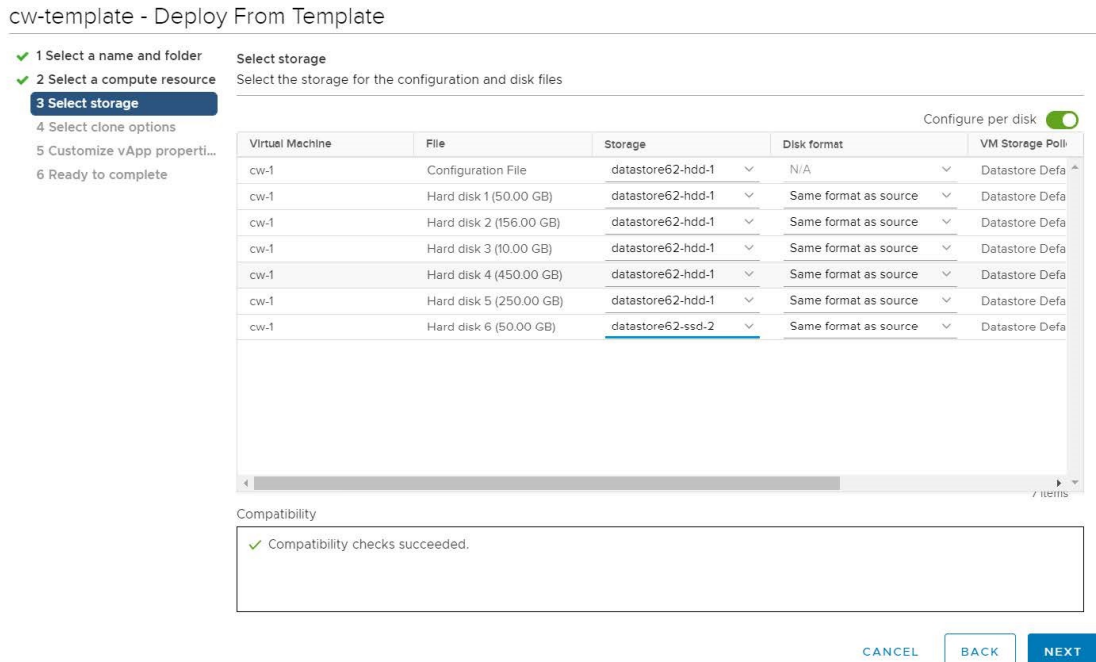 cw-template - Deploy From Template
1 Select a name and folder
2 Select a compute resource
3 Select storage
4 Select clone options
5 Customize vApp properti...
6 Ready to complete
Select storage
Select the storage for the configuration and disk files
Configure per disk
Virtual Machine File Storage Disk format VM Storage Poli
cw-1 Configuration File datastore62-hdd-1 N/A Datastore Defa
cw-1 Hard disk 1 (50.00 GB) datastore62-hdd-1 Same format as source Datastore Defa
cw-1 Hard disk 2 (156.00 GB) datastore62-hdd-1 Same format as source Datastore Defa
cw-1 Hard disk 3 (10.00 GB) datastore62-hdd-1 Same format as source Datastore Defa
cw-1 Hard disk 4 (450.00 GB) datastore62-hdd-1 Same format as source Datastore Defa
cw-1 Hard disk 5 (250.00 GB) datastore62-hdd-1 Same format as source Datastore Defa
cw-1 Hard disk 6 (50.00 GB) datastore62-ssd-2 Same format as source Datastore Defa
7 items
Compatibility
Compatibility checks succeeded.
CANCEL BACK NEXT